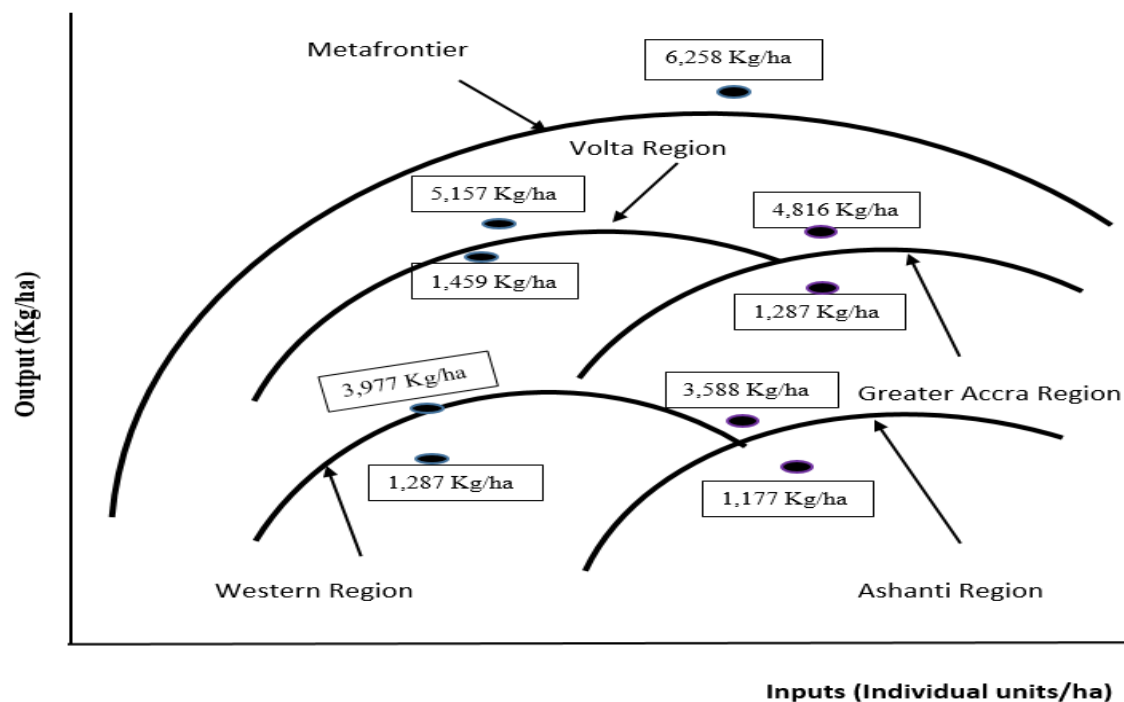 Metafrontier
6,258 Kg/ha
Volta Region
5,157 Kg/ha
4,816 Kg/ha
1,459 Kg/ha
1,287 Kg/ha
Output (Kg/ha)
3,977 Kg/ha
3,588 Kg/ha
Greater Accra Region
1,287 Kg/ha
1,177 Kg/ha
Western Region
Ashanti Region
Inputs (Individual units/ha)